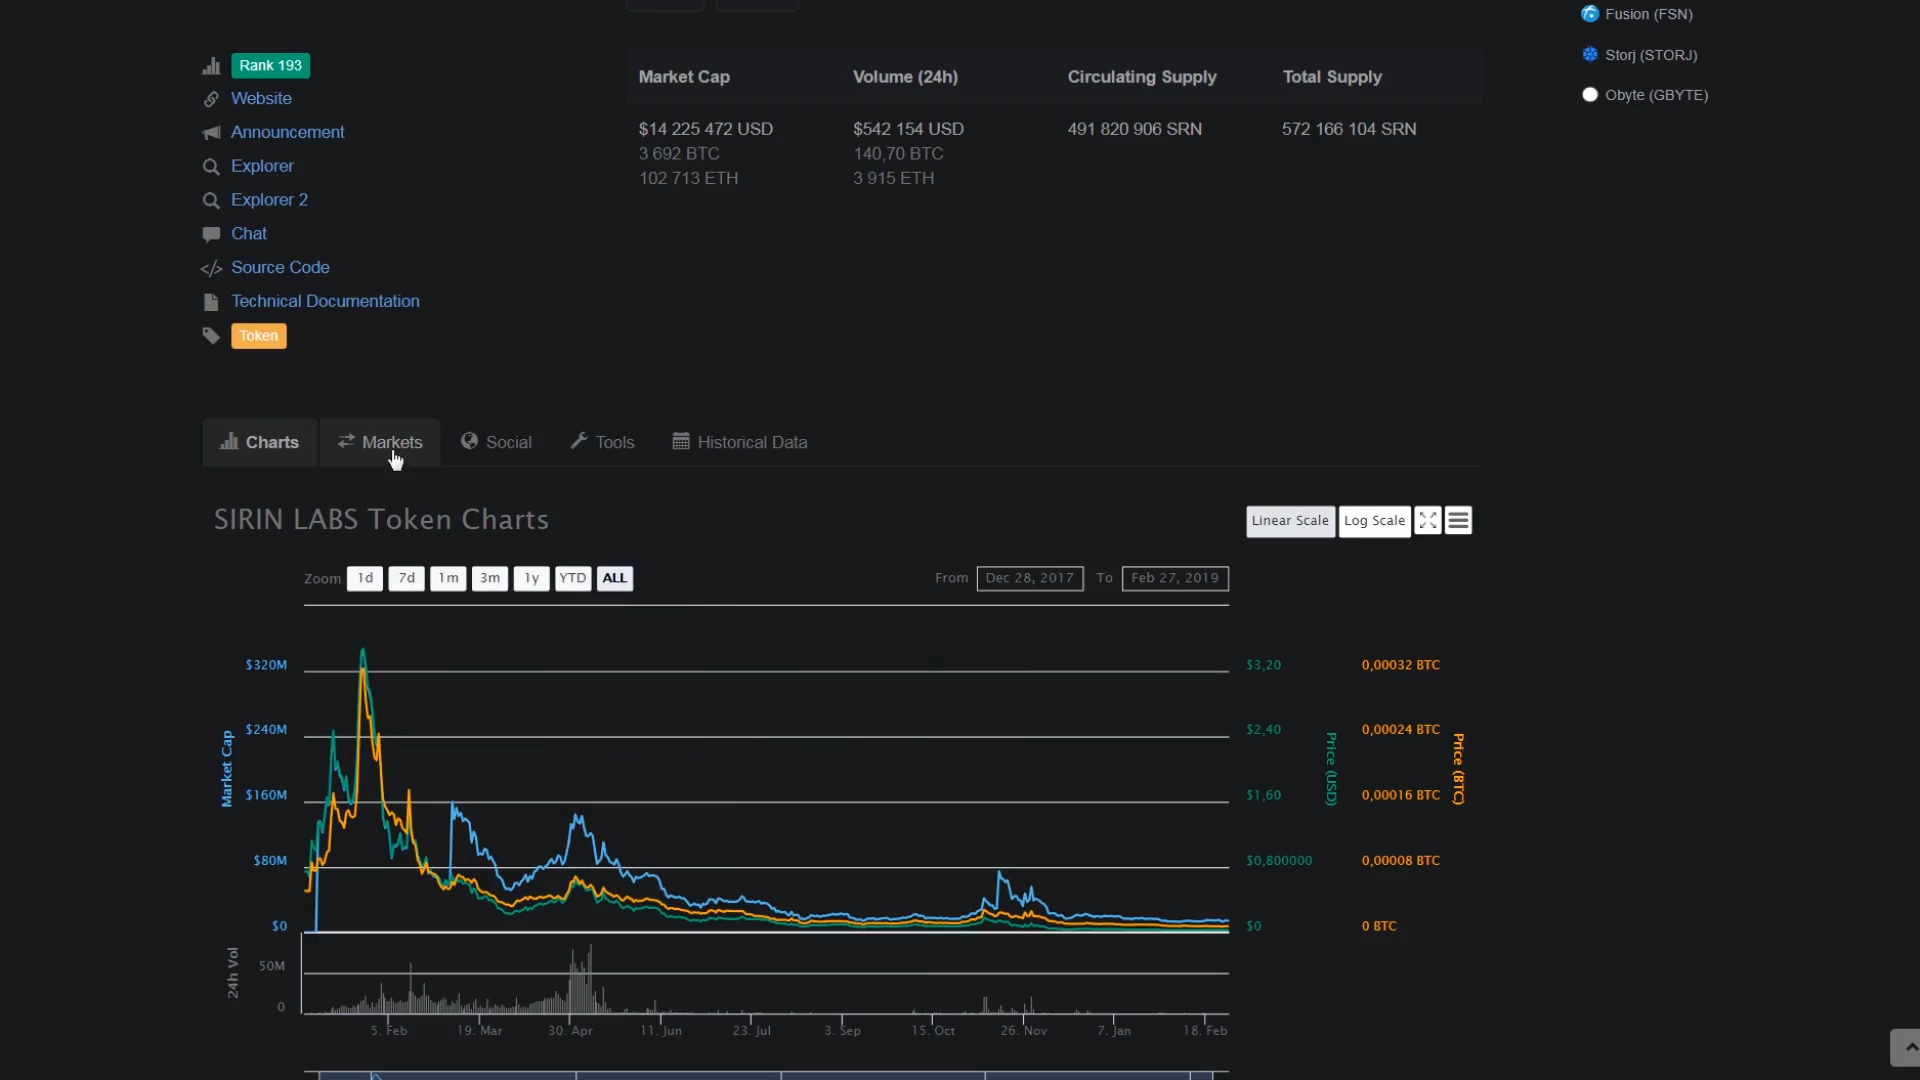 Fusion (FSN)
Storj (STORJ)
Obyte (GBYTE)
Rank 193
Website
Announcement
Explorer
Explorer 2
Chat
Source Code
Technical Documentation
Token
Market Cap Volume (24h) Circulating Supply Total Supply
$14 225 472 USD $542 154 USD 491 820 906 SRN 572 166 104 SRN
3 692 BTC 140,70 BTC
102 713 ETH 3 915 ETH
Charts Markets Social Tools Historical Data
SIRIN LABS Token Charts
Linear Scale Log Scale
Zoom 1d 7d 1m 3m 1y YTD ALL From Dec 28, 2017 To Feb 27, 2019
$320M $3,20 0,00032 BTC
$240M $2,40 0,00024 BTC
Market Cap Price (USD) Price (BTC)
$160M $1,60 0,00016 BTC
$80M $0,800000 0,00008 BTC
$0 $0 0 BTC
24h Vol
50M
0
5. Feb 19. Mar 30. Apr 11. Jun 23. Jul 3. Sep 15. Oct 26. Nov 7. Jan 18. Feb